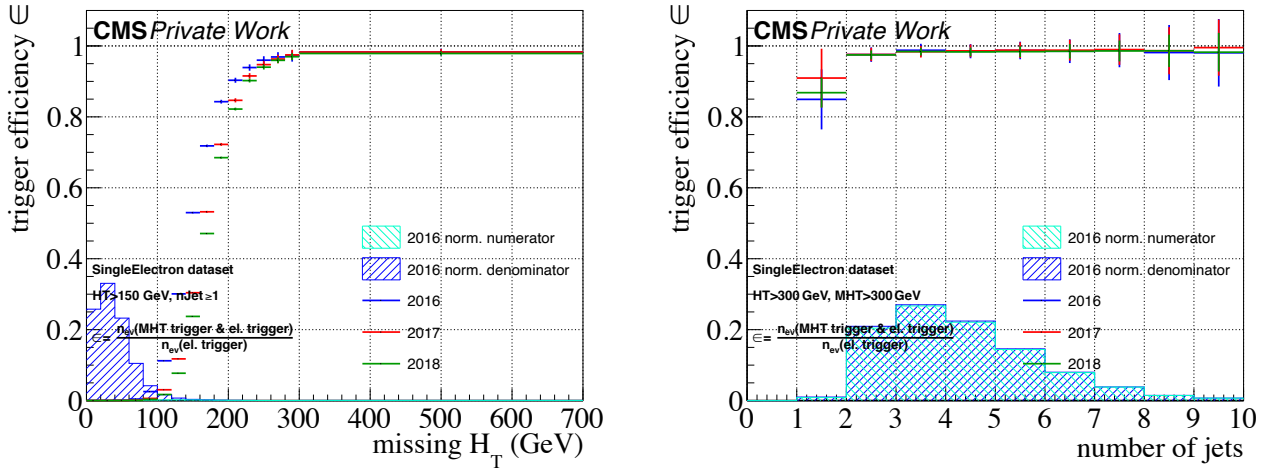 CMS Private Work
trigger efficiency ∈
1
0.8
0.6
0.4
0.2
0
2016 norm. numerator
2016 norm. denominator
2016
2017
2018
SingleElectron dataset
HT>150 GeV, nJet≥1
∈= n_ev(MHT trigger & el. trigger)
n_ev(el. trigger)
0 100 200 300 400 500 600 700
missing H_T (GeV)
CMS Private Work
trigger efficiency ∈
1
0.8
0.6
0.4
0.2
0
2016 norm. numerator
2016 norm. denominator
2016
2017
2018
SingleElectron dataset
HT>300 GeV, MHT>300 GeV
∈= n_ev(MHT trigger & el. trigger)
n_ev(el. trigger)
0 1 2 3 4 5 6 7 8 9 10
number of jets